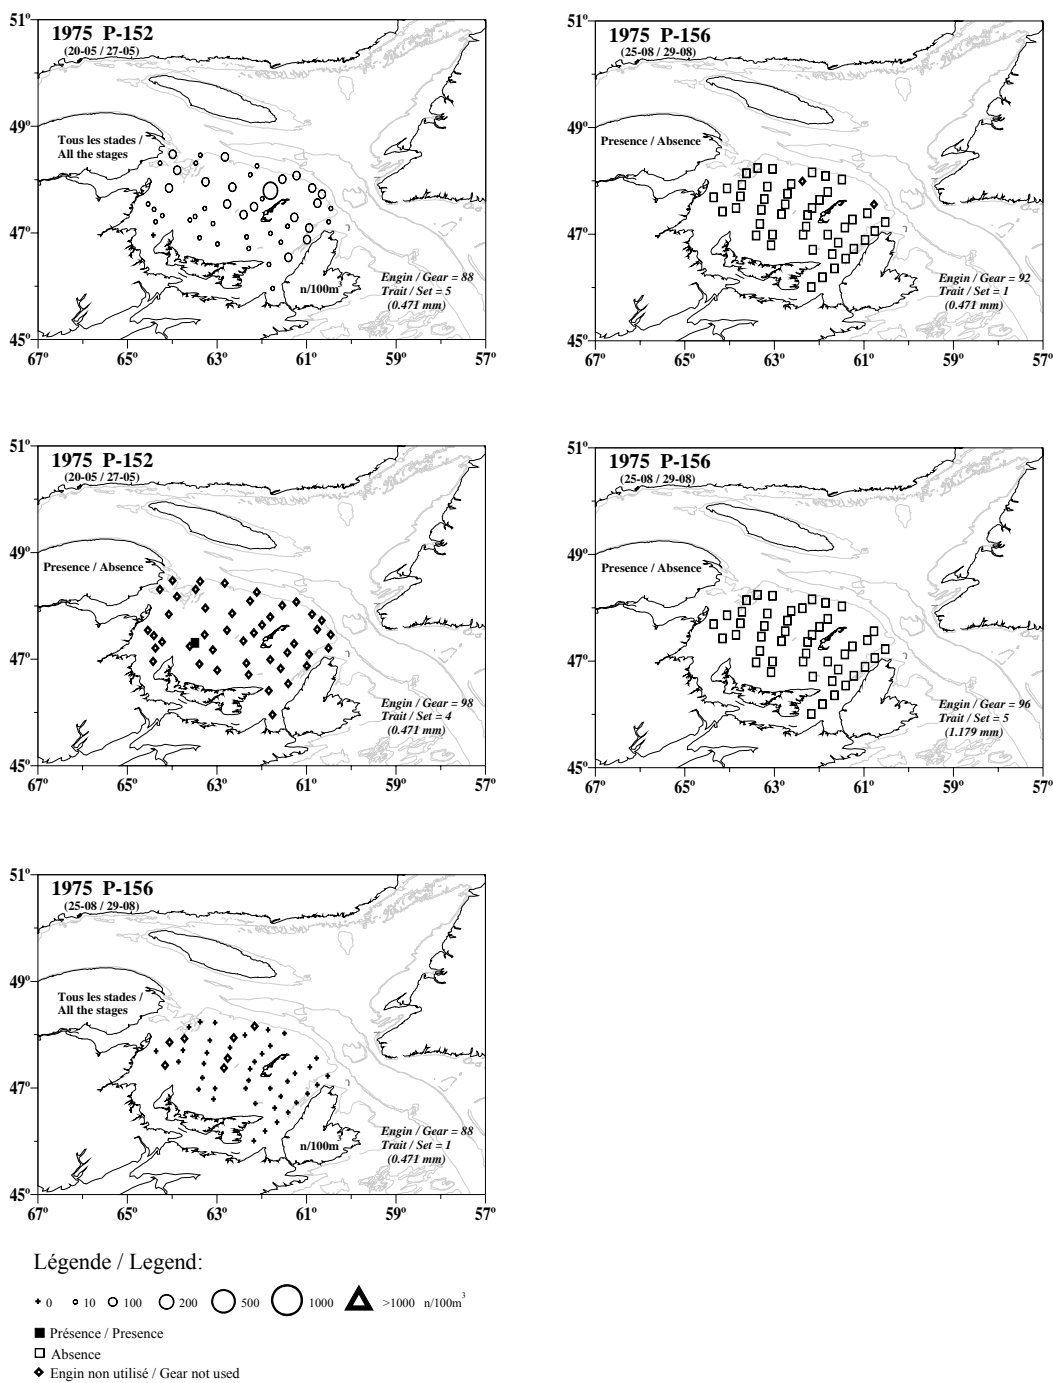 51º
49º
47º
45º
67º 65º 63º 61º 59º 57º
1975 P-152
(20-05 / 27-05)
Tous les stades /
All the stages
n/100m3
Engin / Gear = 88
Trait / Set = 5
(0.471 mm)
51º
49º
47º
45º
67º 65º 63º 61º 59º 57º
1975 P-156
(25-08 / 29-08)
Presence / Absence
Engin / Gear = 92
Trait / Set = 1
(0.471 mm)
51º
49º
47º
45º
67º 65º 63º 61º 59º 57º
1975 P-152
(20-05 / 27-05)
Presence / Absence
Engin / Gear = 98
Trait / Set = 4
(0.471 mm)
51º
49º
47º
45º
67º 65º 63º 61º 59º 57º
1975 P-156
(25-08 / 29-08)
Presence / Absence
Engin / Gear = 96
Trait / Set = 5
(1.179 mm)
51º
49º
47º
45º
67º 65º 63º 61º 59º 57º
1975 P-156
(25-08 / 29-08)
Tous les stades /
All the stages
n/100m3
Engin / Gear = 88
Trait / Set = 1
(0.471 mm)
Légende / Legend:
0 10 100 200 500 1000 >1000 n/100m3
Présence / Presence
Absence
Engin non utilisé / Gear not used